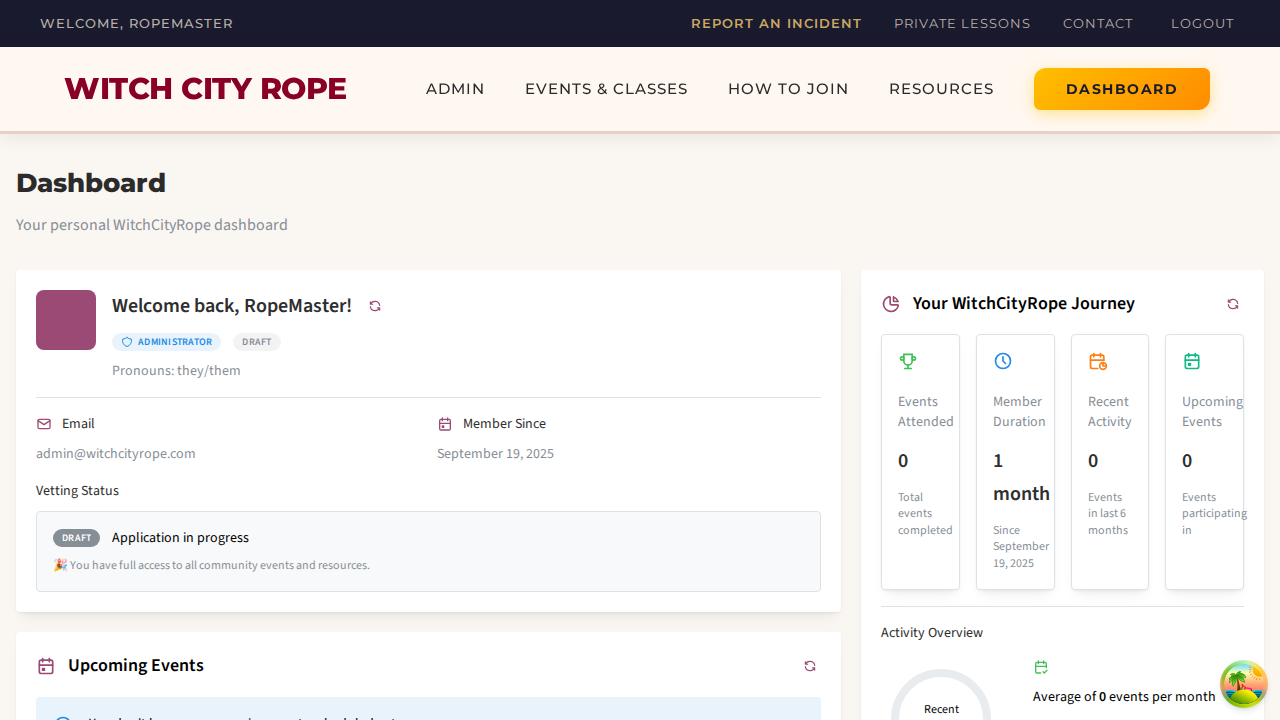 WELCOME, ROPEMASTER
REPORT AN INCIDENT
PRIVATE LESSONS
CONTACT
LOGOUT
WITCH CITY ROPE
ADMIN
EVENTS & CLASSES
HOW TO JOIN
RESOURCES
DASHBOARD
Dashboard
Your personal WitchCityRope dashboard
Welcome back, RopeMaster!
ADMINISTRATOR
DRAFT
Pronouns: they/them
Email
admin@witchcityrope.com
Member Since
September 19, 2025
Vetting Status
DRAFT
Application in progress
🎉 You have full access to all community events and resources.
Upcoming Events
Your WitchCityRope Journey
Events
Attended
0
Total
events
completed
Member
Duration
1
month
Since
September
19, 2025
Recent
Activity
0
Events
in last 6
months
Upcoming
Events
0
Events
participating
in
Activity Overview
Recent
Average of 0 events per month